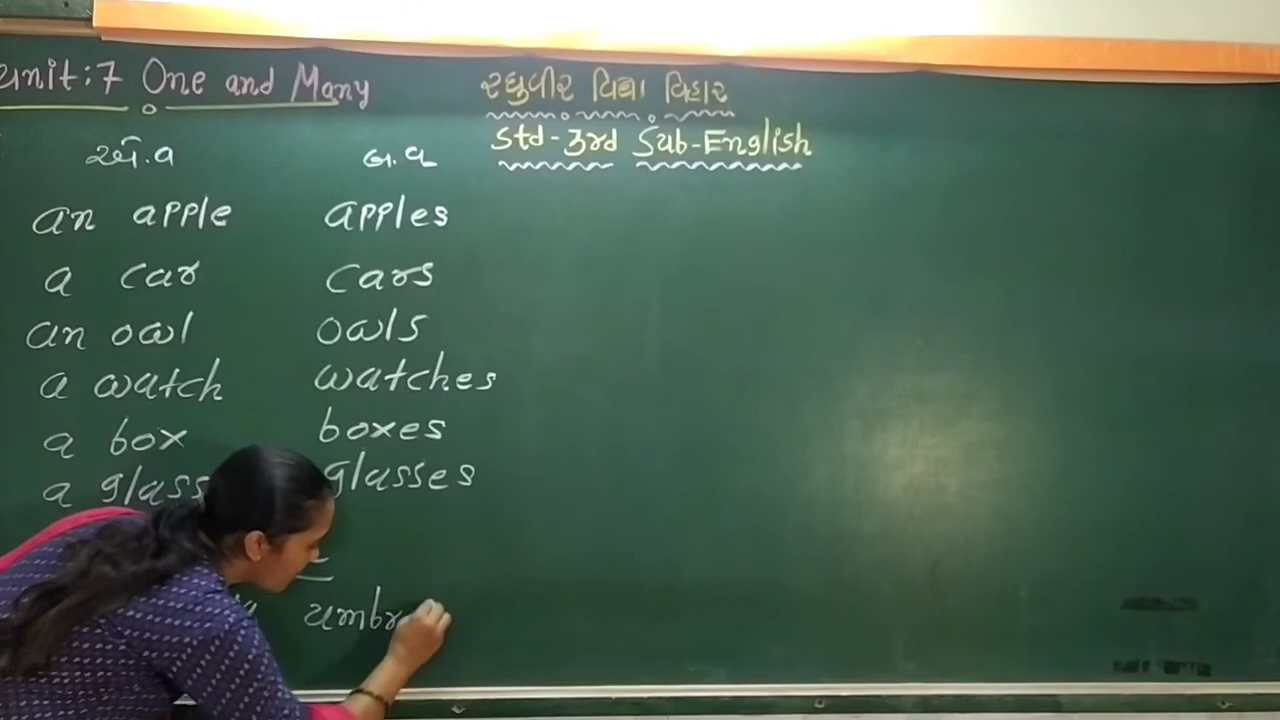 unit:7 One and Many
રઘુવીર વિદ્યા વિહાર
Std-3rd Sub-English
એ.વ બ.વ
an apple apples
a car cars
an owl owls
a watch watches
a box boxes
a glass glasses
umbr